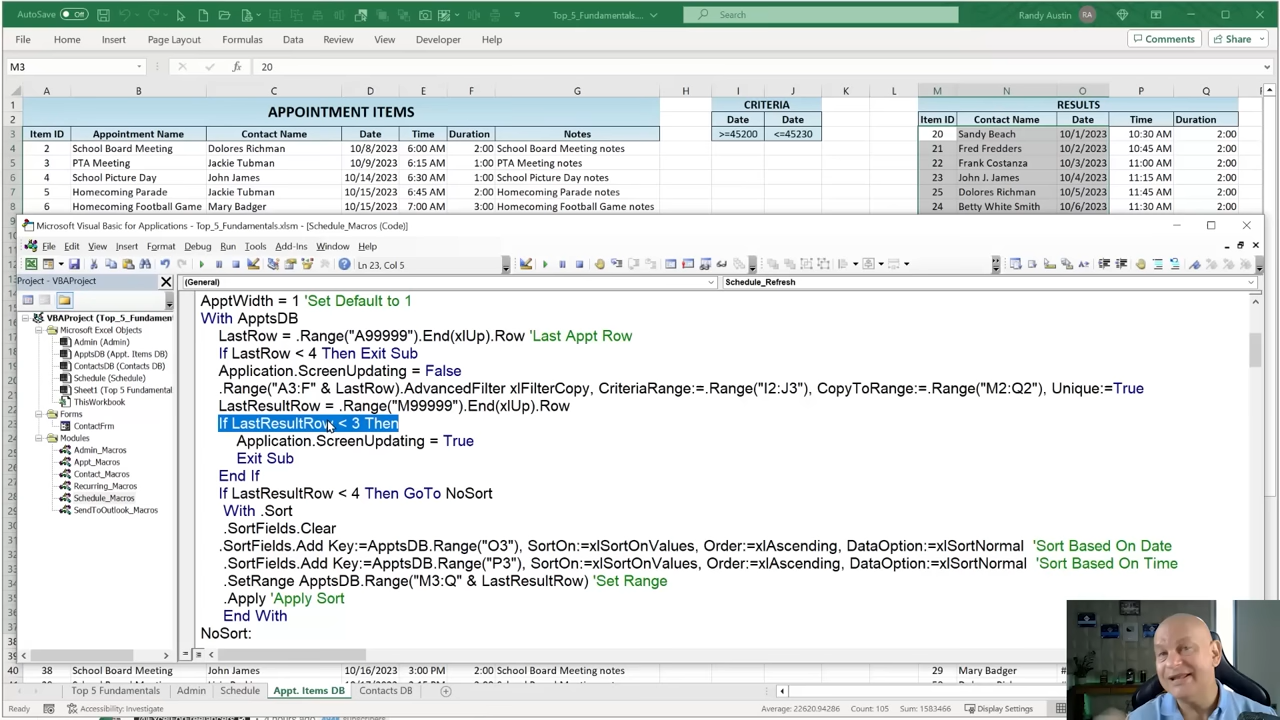 AutoSave Off Top_5_Fundamentals.... Search Randy Austin RA
File Home Insert Page Layout Formulas Data Review View Developer Help Comments Share
M3 fx 20
A B C D E F G H I J K L M N O P Q
1 APPOINTMENT ITEMS CRITERIA RESULTS
2 Date Date Item ID Contact Name Date Time Duration
3 Item ID Appointment Name Contact Name Date Time Duration Notes >=45200 <=45230 20 Sandy Beach 10/1/2023 10:30 AM 2:00
4 2 School Board Meeting Dolores Richman 10/8/2023 6:00 AM 2:00 School Board Meeting notes 21 Fred Fredders 10/2/2023 10:45 AM 2:00
5 3 PTA Meeting Jackie Tubman 10/9/2023 6:15 AM 1:00 PTA Meeting notes 22 Frank Costanza 10/3/2023 11:00 AM 2:00
6 4 School Picture Day John James 10/14/2023 6:30 AM 1:00 School Picture Day notes 23 John J. James 10/4/2023 11:15 AM 2:00
7 5 Homecoming Parade Jackie Tubman 10/15/2023 6:45 AM 1:00 Homecoming Parade notes 25 Dolores Richman 10/5/2023 11:45 AM 2:00
8 6 Homecoming Football Game Mary Badger 10/15/2023 7:00 AM 3:00 Homecoming Football Game notes 24 Betty White Smith 10/6/2023 11:30 AM 2:00
Microsoft Visual Basic for Applications - Top_5_Fundamentals.xlsm - [Schedule_Macros (Code)]
File Edit View Insert Format Debug Run Tools Add-Ins Window Help
Ln 23, Col 5
Project - VBAProject
(General) Schedule_Refresh
VBAProject (Top_5_Fundamen
Microsoft Excel Objects
Admin (Admin)
ApptsDB (Appt. Items DB)
ContactsDB (Contacts DB)
Schedule (Schedule)
Sheet1 (Top 5 Fundamental
ThisWorkbook
Forms
ContactFrm
Modules
Admin_Macros
Appt_Macros
Contact_Macros
Recurring_Macros
Schedule_Macros
SendToOutlook_Macros
ApptWidth = 1 'Set Default to 1
With ApptsDB
LastRow = .Range("A99999").End(xlUp).Row 'Last Appt Row
If LastRow < 4 Then Exit Sub
Application.ScreenUpdating = False
.Range("A3:F" & LastRow).AdvancedFilter xlFilterCopy, CriteriaRange:=.Range("I2:J3"), CopyToRange:=.Range("M2:Q2"), Unique:=True
LastResultRow = .Range("M99999").End(xlUp).Row
If LastResultRow < 3 Then
Application.ScreenUpdating = True
Exit Sub
End If
If LastResultRow < 4 Then GoTo NoSort
With .Sort
.SortFields.Clear
.SortFields.Add Key:=ApptsDB.Range("O3"), SortOn:=xlSortOnValues, Order:=xlAscending, DataOption:=xlSortNormal 'Sort Based On Date
.SortFields.Add Key:=ApptsDB.Range("P3"), SortOn:=xlSortOnValues, Order:=xlAscending, DataOption:=xlSortNormal 'Sort Based On Time
.SetRange ApptsDB.Range("M3:Q" & LastResultRow) 'Set Range
.Apply 'Apply Sort
End With
NoSort:
40 38 School Board Meeting John James 10/16/2023 3:00 PM 2:00 School Board Meeting notes 29 Mary Badger
Top 5 Fundamentals Admin Schedule Appt. Items DB Contacts DB
Ready Accessibility: Investigate Average: 22620.94286 Count: 105 Sum: 1583466 Display Settings